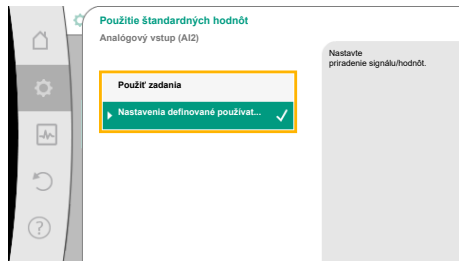 Použitie štandardných hodnôt
Analógový vstup (AI2)
Nastavte
priradenie signálu/hodnôt.
Použiť zadania
Nastavenia definované používat...
?